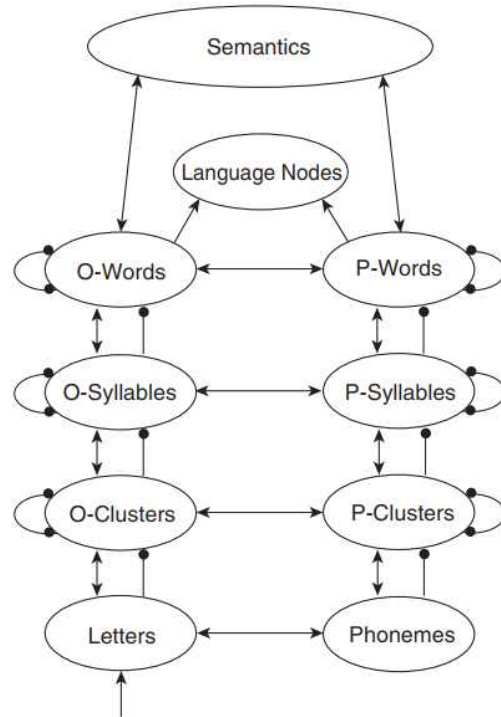 Semantics
Language Nodes
O-Words
P-Words
O-Syllables
P-Syllables
O-Clusters
P-Clusters
Letters
Phonemes